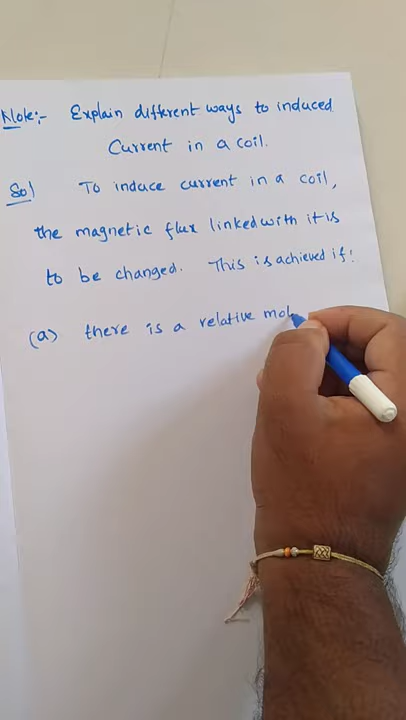 Note:- Explain different ways to induced
Current in a coil.
Sol To induce current in a coil,
the magnetic flux linked with it is
to be changed. This is achieved if:
(a) there is a relative mot